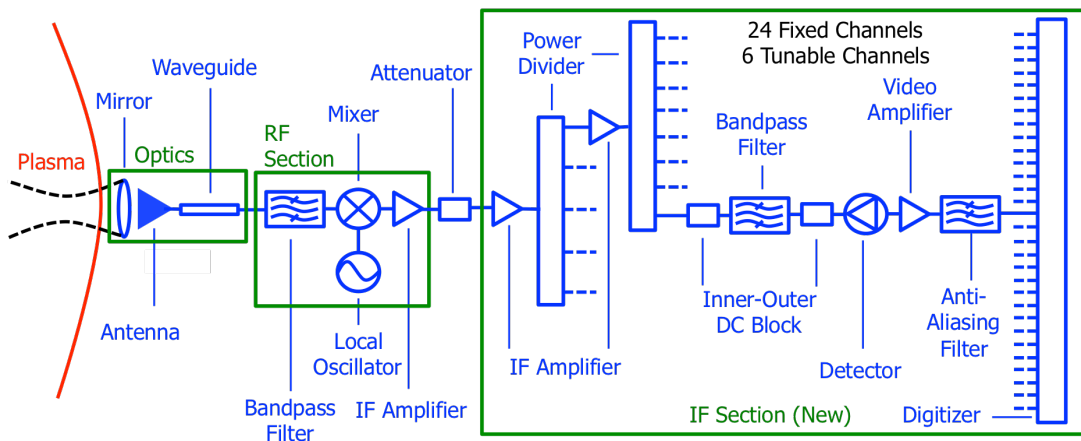 24 Fixed Channels
6 Tunable Channels
Power
Divider
Waveguide
Attenuator
Video
Amplifier
Mirror
Mixer
RF
Section
Bandpass
Filter
Plasma
Optics
Antenna
Local
Oscillator
Inner-Outer
DC Block
Anti-
Aliasing
Filter
IF Amplifier
Detector
Bandpass
Filter
IF Amplifier
IF Section (New)
Digitizer